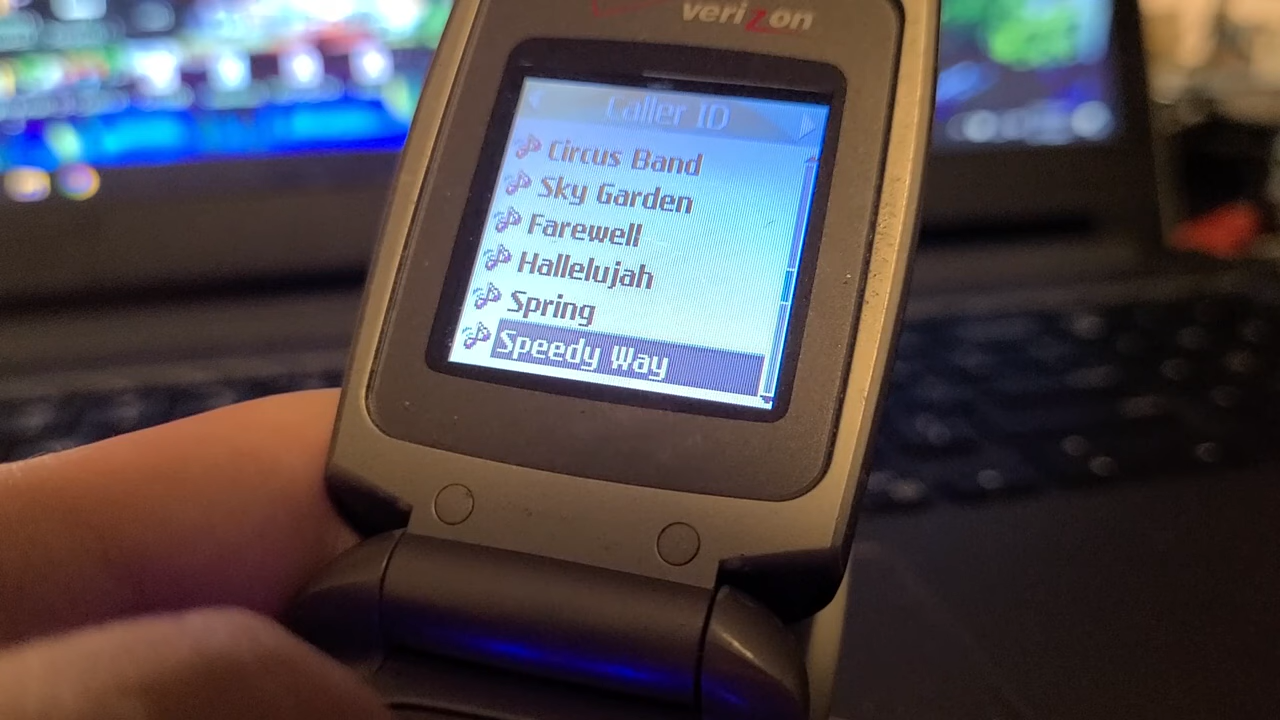 verizon
Caller ID
Circus Band
Sky Garden
Farewell
Hallelujah
Spring
Speedy Way